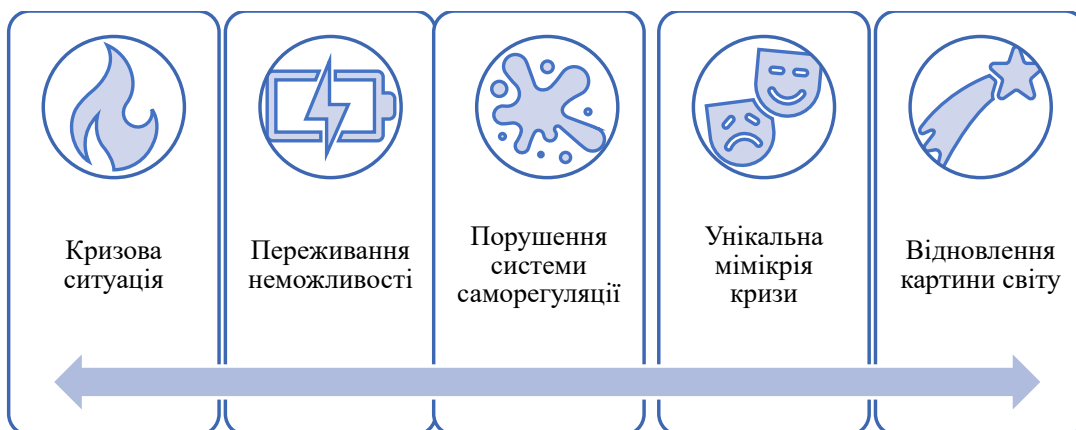 Кризова
ситуація
Переживання
неможливості
Порушення
системи
саморегуляції
Унікальна
мімікрія
кризи
Відновлення
картини світу